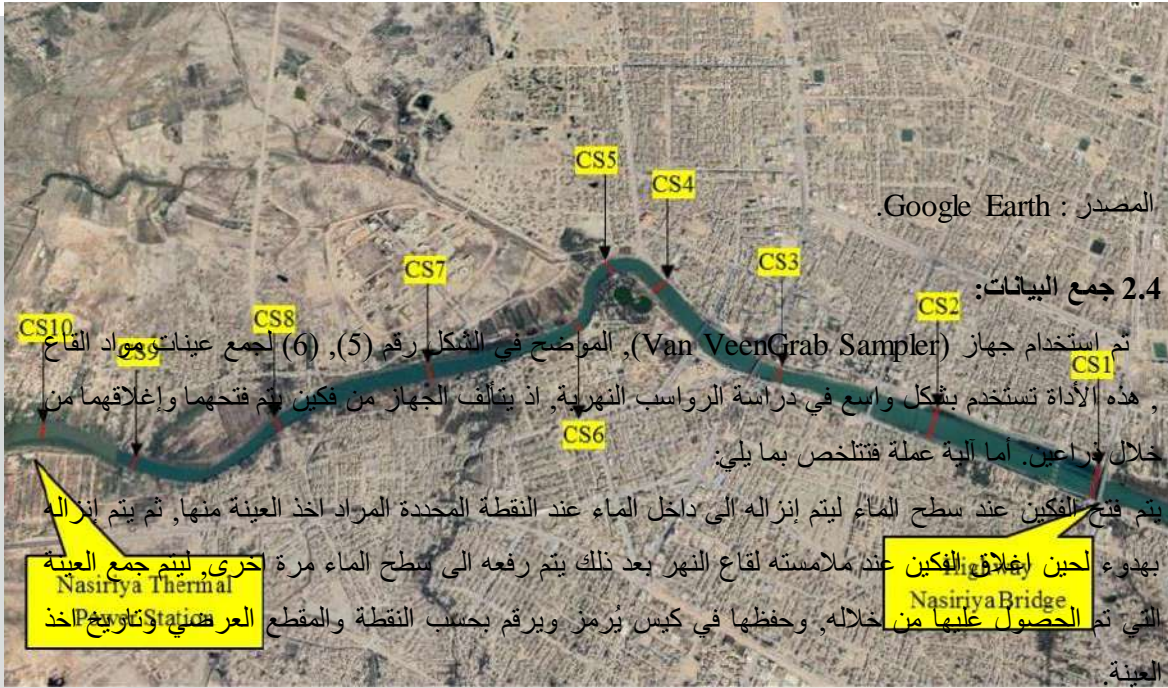 CS5
CS4
المصدر : Google Earth.
CS3
CS7
2.4 جمع البيانات:
CS2
CS8
CS10
تم استخدام جهاز (Van VeenGrab Sampler), الموضح في الشكل رقم (5), (6) لجمع عينات مواد القاع
CS9
CS1
, هذه الأداة تستخدم بشكل واسع في دراسة الرواسب النهرية, اذ يتألف الجهاز من فكين يتم فتحهما وإغلاقهما من
CS6
خلال ذراعين. أما آلية عملة فتتلخص بما يلي:
يتم فتح الفكين عند سطح الماء ليتم إنزاله الى داخل الماء عند النقطة المحددة المراد اخذ العينة منها, ثم يتم إنزاله
بهدوء لحين اغلاق الفكين عند ملامسته لقاع النهر بعد ذلك يتم رفعه الى سطح الماء مرة اخرى, ليتم جمع العينة
Highway
Nasiriya Thermal
Nasiriya Bridge
Power Station
التي تم الحصول عليها من خلاله, وحفظها في كيس يُرمز ويرقم بحسب النقطة والمقطع العرضي وتاريخ اخذ
العينة.